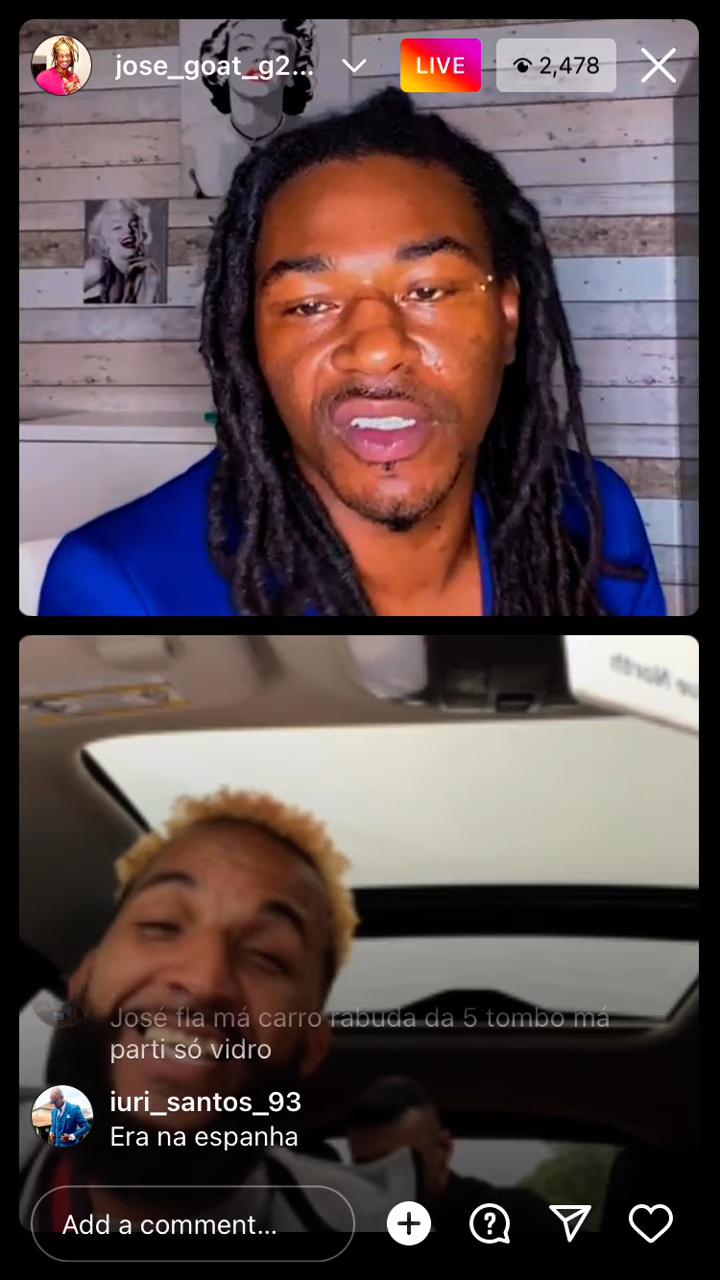 jose_goat_g2...
LIVE
2,478
José fla má carro rabuda da 5 tombo má
parti só vidro
iuri_santos_93
Era na espanha
Add a comment...